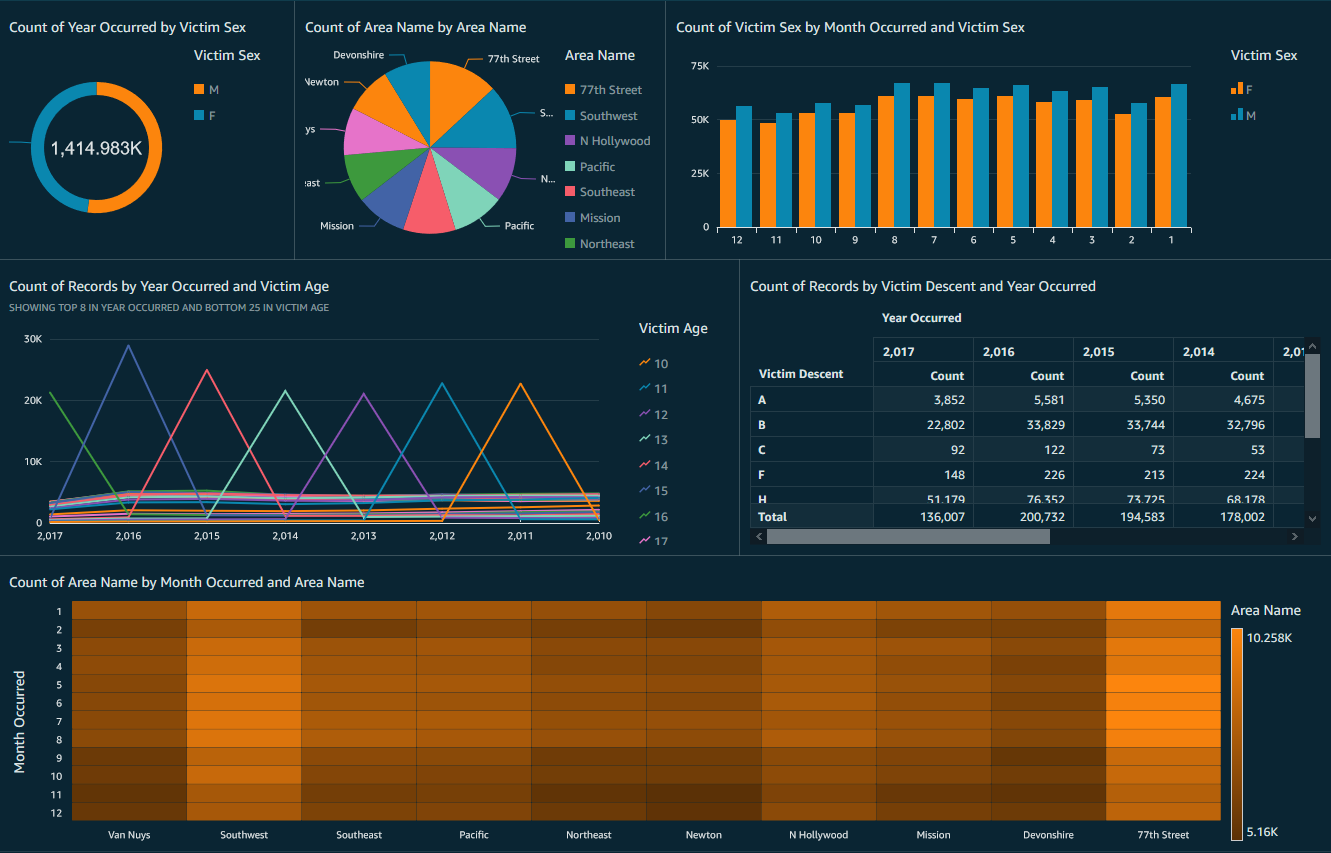 Count of Year Occurred by Victim Sex
Victim Sex
M
F
1,414.983K
Count of Area Name by Area Name
Devonshire
77th Street
Newton
S...
ys
N...
east
Mission
Pacific
Area Name
77th Street
Southwest
N Hollywood
Pacific
Southeast
Mission
Northeast
Count of Victim Sex by Month Occurred and Victim Sex
75K
50K
25K
0
12 11 10 9 8 7 6 5 4 3 2 1
Victim Sex
F
M
Count of Records by Year Occurred and Victim Age
SHOWING TOP 8 IN YEAR OCCURRED AND BOTTOM 25 IN VICTIM AGE
30K
20K
10K
0
2,017 2,016 2,015 2,014 2,013 2,012 2,011 2,010
Victim Age
10
11
12
13
14
15
16
17
Count of Records by Victim Descent and Year Occurred
Year Occurred
2,017 2,016 2,015 2,014 2,01
Victim Descent Count Count Count Count
A 3,852 5,581 5,350 4,675
B 22,802 33,829 33,744 32,796
C 92 122 73 53
F 148 226 213 224
H 51,179 76,352 73,725 68,178
Total 136,007 200,732 194,583 178,002
Count of Area Name by Month Occurred and Area Name
Month Occurred
1
2
3
4
5
6
7
8
9
10
11
12
Van Nuys Southwest Southeast Pacific Northeast Newton N Hollywood Mission Devonshire 77th Street
Area Name
10.258K
5.16K